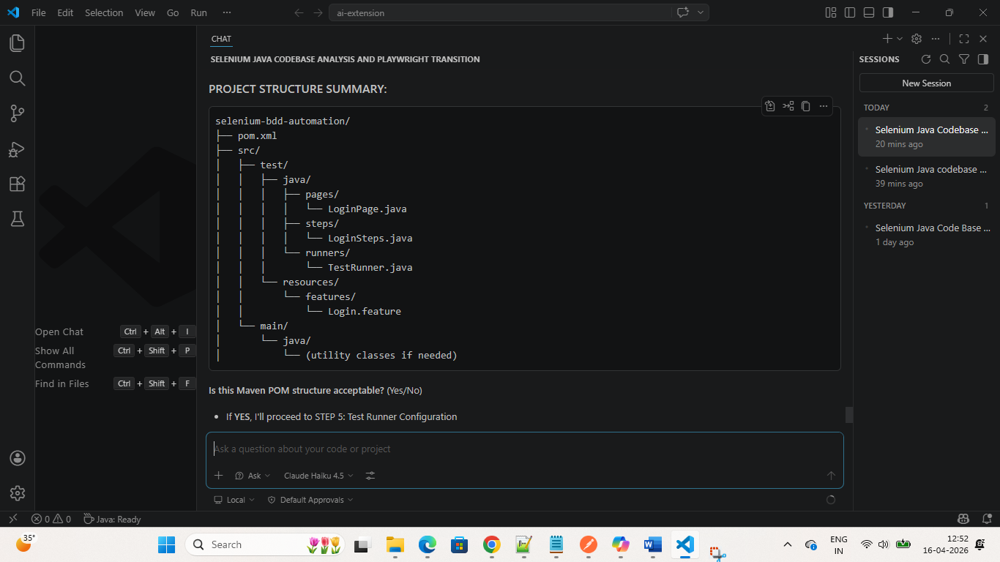 File Edit Selection View Go Run ···
ai-extension
CHAT
SELENIUM JAVA CODEBASE ANALYSIS AND PLAYWRIGHT TRANSITION
PROJECT STRUCTURE SUMMARY:
selenium-bdd-automation/
├── pom.xml
├── src/
│   ├── test/
│   │   ├── java/
│   │   │   ├── pages/
│   │   │   │   └── LoginPage.java
│   │   │   ├── steps/
│   │   │   │   └── LoginSteps.java
│   │   │   └── runners/
│   │   │       └── TestRunner.java
│   │   └── resources/
│   │       └── features/
│   │           └── Login.feature
│   └── main/
│       └── java/
│           └── (utility classes if needed)
Is this Maven POM structure acceptable? (Yes/No)
• If YES, I'll proceed to STEP 5: Test Runner Configuration
Ask a question about your code or project
Ask
Claude Haiku 4.5
Local
Default Approvals
Open Chat Ctrl + Alt + I
Show All Commands Ctrl + Shift + P
Find in Files Ctrl + Shift + F
SESSIONS
New Session
TODAY 2
Selenium Java Codebase ...
20 mins ago
Selenium Java codebase ...
39 mins ago
YESTERDAY 1
Selenium Java Code Base ...
1 day ago
0 0 Java: Ready
35°
Search
ENG
IN
12:52
16-04-2026